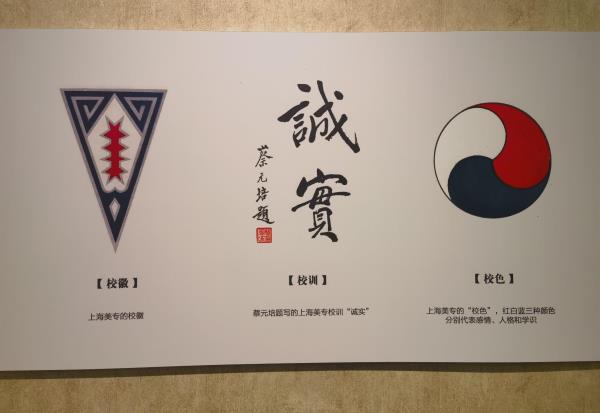 誠
實
蔡元培題
【 校徽 】
上海美专的校徽
【 校训 】
蔡元培题写的上海美专校训“诚实”
【 校色 】
上海美专的“校色”，红白蓝三种颜色
分别代表感情、人格和学识